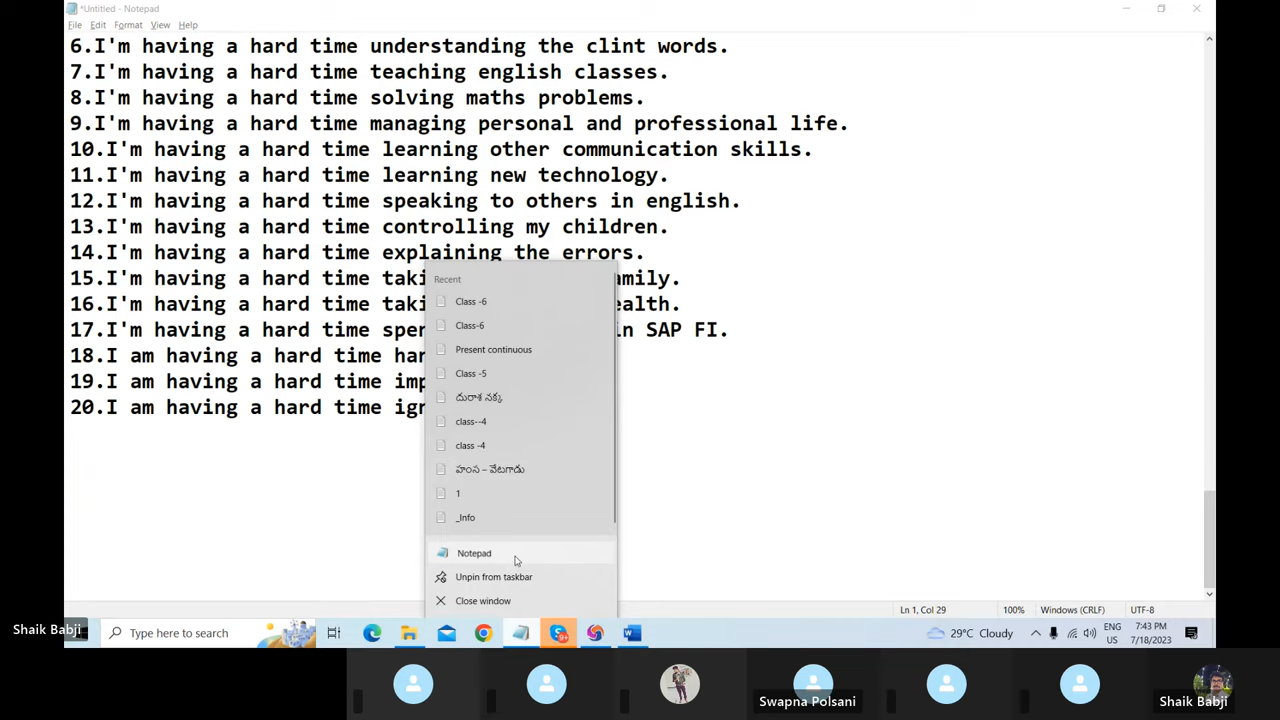 *Untitled - Notepad
File Edit Format View Help
6.I'm having a hard time understanding the clint words.
7.I'm having a hard time teaching english classes.
8.I'm having a hard time solving maths problems.
9.I'm having a hard time managing personal and professional life.
10.I'm having a hard time learning other communication skills.
11.I'm having a hard time learning new technology.
12.I'm having a hard time speaking to others in english.
13.I'm having a hard time controlling my children.
14.I'm having a hard time explaining the errors.
15.I'm having a hard time
16.I'm having a hard time
17.I'm having a hard time in SAP FI.
18.I am having a hard time
19.I am having a hard time
20.I am having a hard time
Recent
Class -6
Class-6
Present continuous
Class -5
దురాశ నక్క
class--4
class -4
హంస – వేటగాడు
1
_Info
Notepad
Unpin from taskbar
Close window
Ln 1, Col 29 100% Windows (CRLF) UTF-8
Shaik Babji
Type here to search
9+
29°C Cloudy
ENG
US
7:43 PM
7/18/2023
Swapna Polsani
Shaik Babji